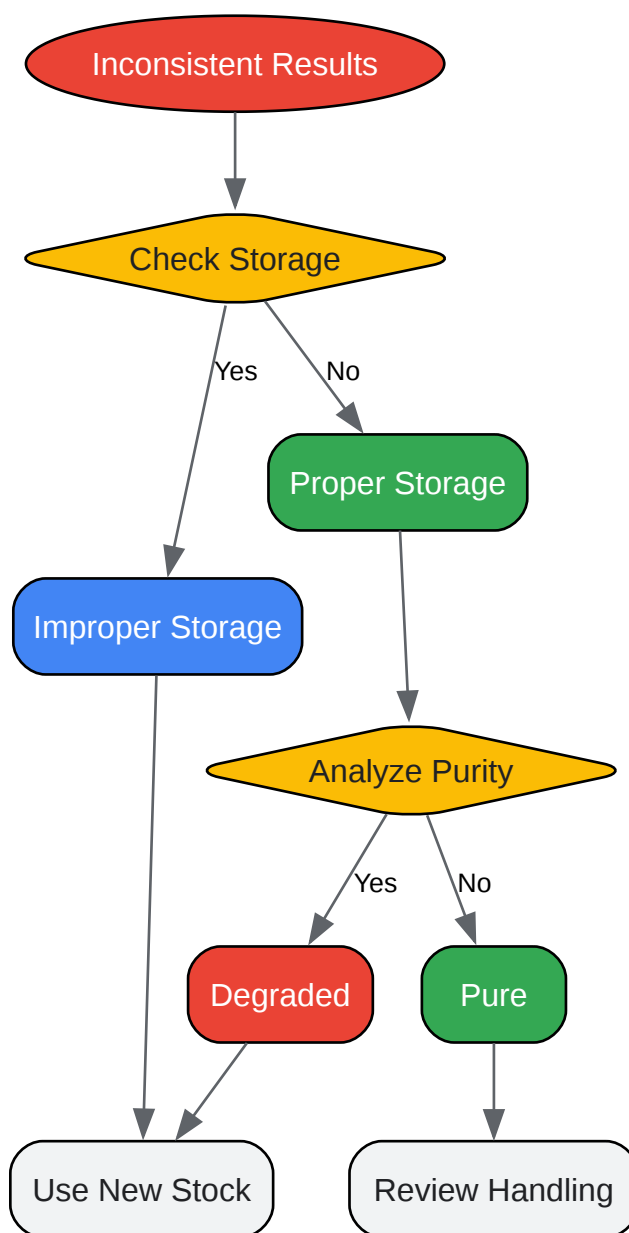 Inconsistent Results
Check Storage
Yes
No
Proper Storage
Improper Storage
Analyze Purity
Yes
No
Degraded
Pure
Use New Stock
Review Handling